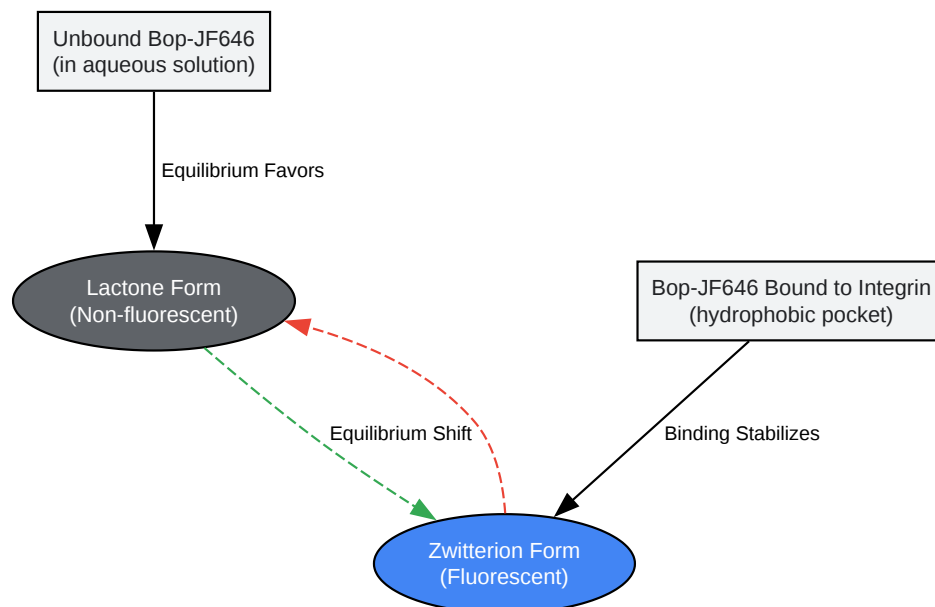 Unbound Bop-JF646
(in aqueous solution)
Equilibrium Favors
Lactone Form
(Non-fluorescent)
Bop-JF646 Bound to Integrin
(hydrophobic pocket)
Equilibrium Shift
Binding Stabilizes
Zwitterion Form
(Fluorescent)